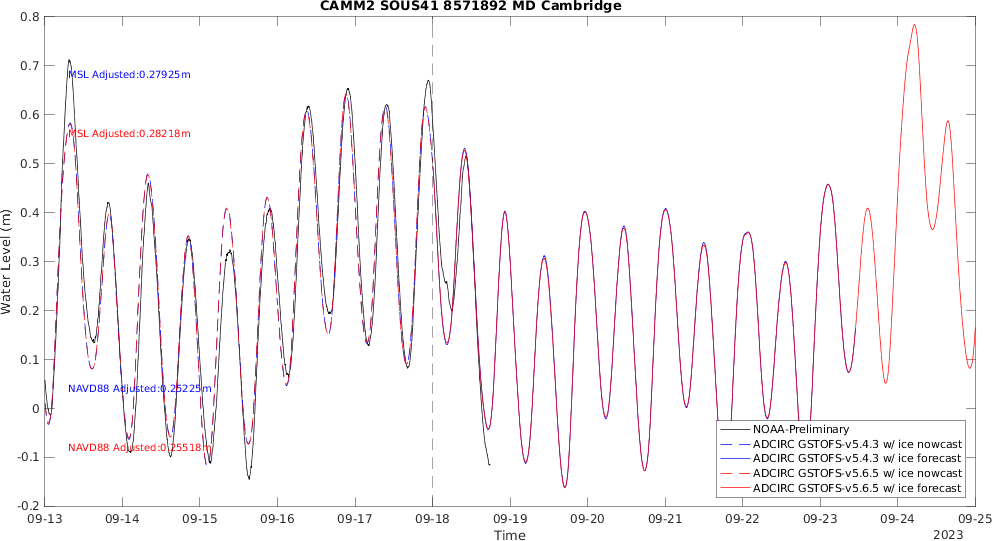 CAMM2 SOUS41 8571892 MD Cambridge
0.8
0.7
0.6
0.5
0.4
0.3
0.2
0.1
0
-0.1
-0.2
Water Level (m)
MSL Adjusted:0.27925m
MSL Adjusted:0.28218m
NAVD88 Adjusted:0.25225m
NAVD88 Adjusted:0.25518m
NOAA-Preliminary
ADCIRC GSTOFS-v5.4.3 w/ ice nowcast
ADCIRC GSTOFS-v5.4.3 w/ ice forecast
ADCIRC GSTOFS-v5.6.5 w/ ice nowcast
ADCIRC GSTOFS-v5.6.5 w/ ice forecast
09-13 09-14 09-15 09-16 09-17 09-18 09-19 09-20 09-21 09-22 09-23 09-24 09-25
Time
2023